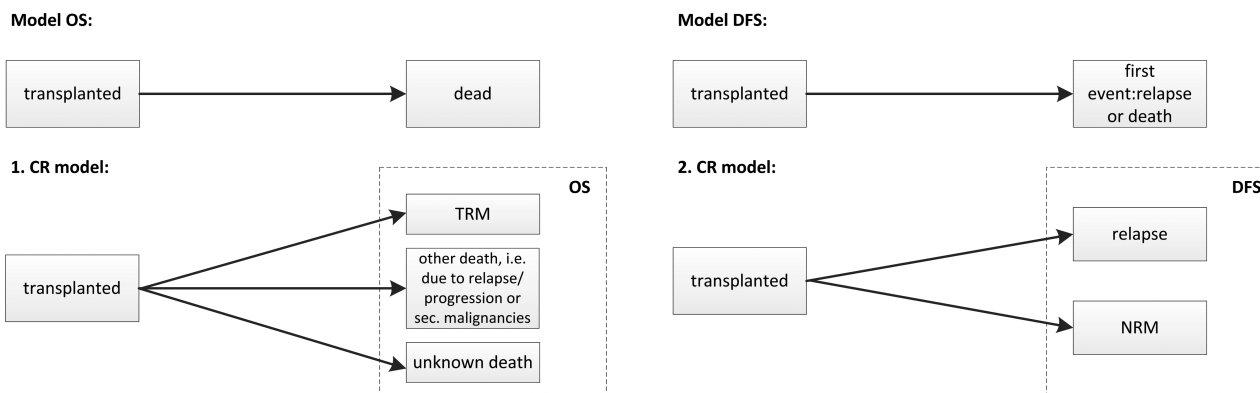 Model OS:
transplanted
dead
Model DFS:
transplanted
first
event:relapse
or death
1. CR model:
OS
transplanted
TRM
other death, i.e.
due to relapse/
progression or
sec. malignancies
unknown death
2. CR model:
DFS
transplanted
relapse
NRM